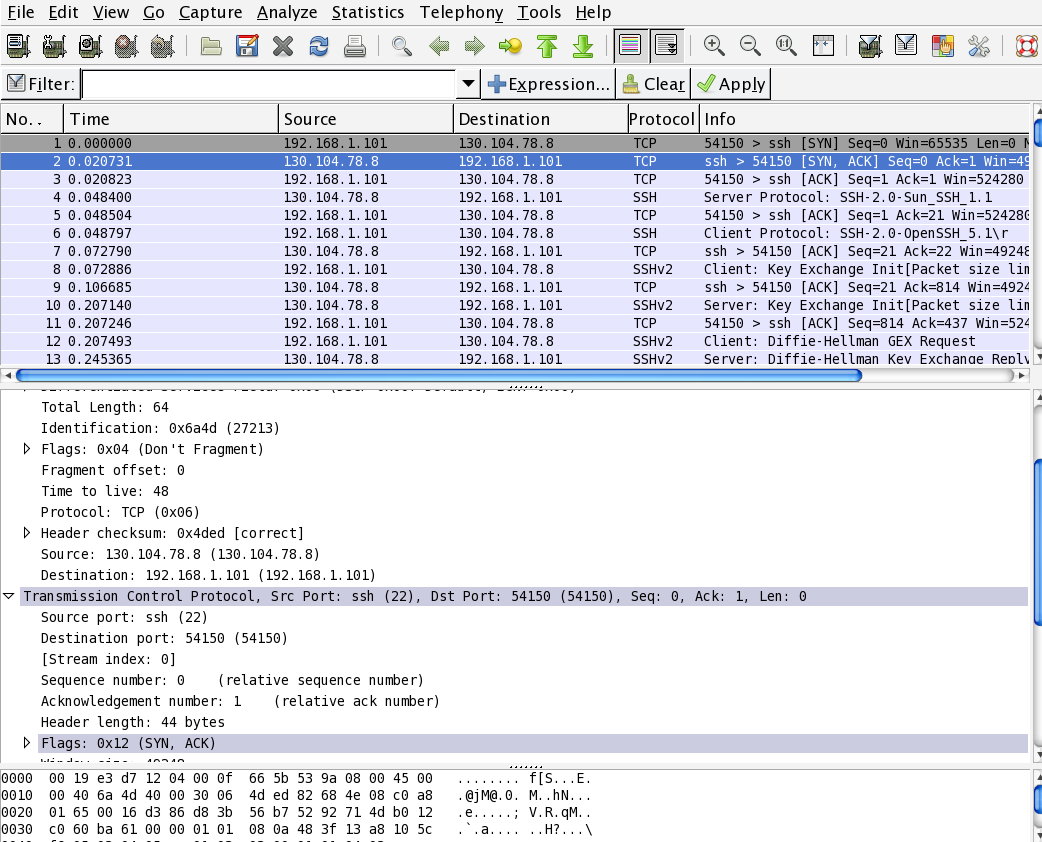 File Edit View Go Capture Analyze Statistics Telephony Tools Help
Filter: Expression... Clear Apply
No. . Time Source Destination Protocol Info
1 0.000000 192.168.1.101 130.104.78.8 TCP 54150 > ssh [SYN] Seq=0 Win=65535 Len=0
2 0.020731 130.104.78.8 192.168.1.101 TCP ssh > 54150 [SYN, ACK] Seq=0 Ack=1 Win=49
3 0.020823 192.168.1.101 130.104.78.8 TCP 54150 > ssh [ACK] Seq=1 Ack=1 Win=524280
4 0.048400 130.104.78.8 192.168.1.101 SSH Server Protocol: SSH-2.0-Sun_SSH_1.1
5 0.048504 192.168.1.101 130.104.78.8 TCP 54150 > ssh [ACK] Seq=1 Ack=21 Win=524280
6 0.048797 192.168.1.101 130.104.78.8 SSH Client Protocol: SSH-2.0-OpenSSH_5.1\r
7 0.072790 130.104.78.8 192.168.1.101 TCP ssh > 54150 [ACK] Seq=21 Ack=22 Win=49248
8 0.072886 192.168.1.101 130.104.78.8 SSHv2 Client: Key Exchange Init[Packet size lim
9 0.106685 130.104.78.8 192.168.1.101 TCP ssh > 54150 [ACK] Seq=21 Ack=814 Win=4924
10 0.207140 130.104.78.8 192.168.1.101 SSHv2 Server: Key Exchange Init[Packet size lim
11 0.207246 192.168.1.101 130.104.78.8 TCP 54150 > ssh [ACK] Seq=814 Ack=437 Win=524
12 0.207493 192.168.1.101 130.104.78.8 SSHv2 Client: Diffie-Hellman GEX Request
13 0.245365 130.104.78.8 192.168.1.101 SSHv2 Server: Diffie-Hellman Key Exchange Reply
Total Length: 64
Identification: 0x6a4d (27213)
Flags: 0x04 (Don't Fragment)
Fragment offset: 0
Time to live: 48
Protocol: TCP (0x06)
Header checksum: 0x4ded [correct]
Source: 130.104.78.8 (130.104.78.8)
Destination: 192.168.1.101 (192.168.1.101)
Transmission Control Protocol, Src Port: ssh (22), Dst Port: 54150 (54150), Seq: 0, Ack: 1, Len: 0
Source port: ssh (22)
Destination port: 54150 (54150)
[Stream index: 0]
Sequence number: 0 (relative sequence number)
Acknowledgement number: 1 (relative ack number)
Header length: 44 bytes
Flags: 0x12 (SYN, ACK)
0000 00 19 e3 d7 12 04 00 0f 66 5b 53 9a 08 00 45 00 ........ f[S...E.
0010 00 40 6a 4d 40 00 30 06 4d ed 82 68 4e 08 c0 a8 .@jM@.0. M..hN...
0020 01 65 00 16 d3 86 d8 3b 56 b7 52 92 71 4d b0 12 .e.....; V.R.qM..
0030 c0 60 ba 61 00 00 01 01 08 0a 48 3f 13 a8 10 5c .`.a.... ..H?...\